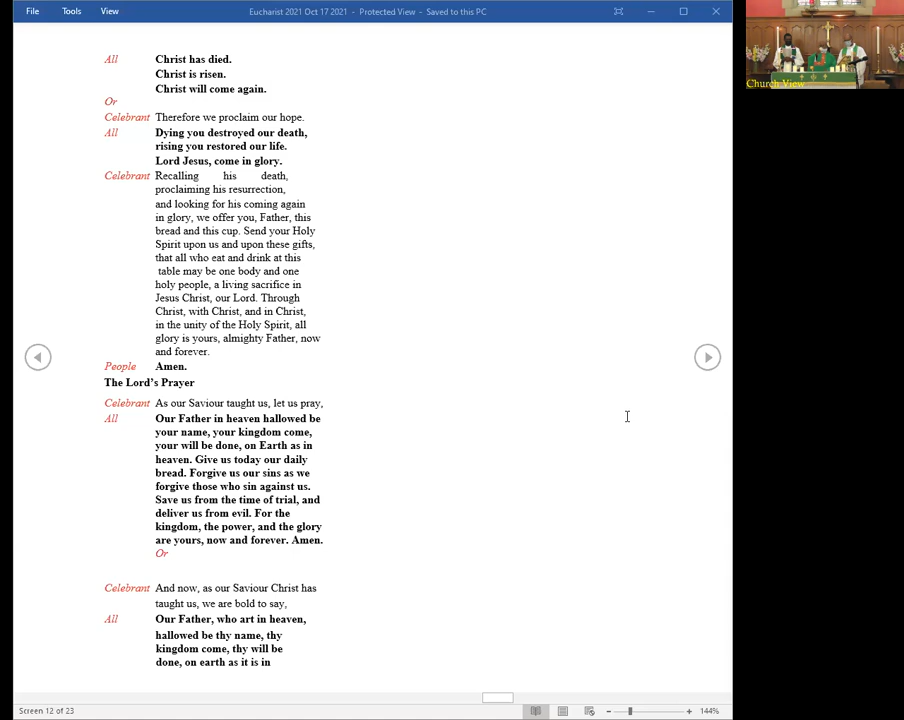 File Tools View Eucharist 2021 Oct 17 2021 - Protected View - Saved to this PC
Church View
All Christ has died.
Christ is risen.
Christ will come again.
Or
Celebrant Therefore we proclaim our hope.
All Dying you destroyed our death,
rising you restored our life.
Lord Jesus, come in glory.
Celebrant Recalling his death,
proclaiming his resurrection,
and looking for his coming again
in glory, we offer you, Father, this
bread and this cup. Send your Holy
Spirit upon us and upon these gifts,
that all who eat and drink at this
table may be one body and one
holy people, a living sacrifice in
Jesus Christ, our Lord. Through
Christ, with Christ, and in Christ,
in the unity of the Holy Spirit, all
glory is yours, almighty Father, now
and forever.
People Amen.
The Lord's Prayer
Celebrant As our Saviour taught us, let us pray,
All Our Father in heaven hallowed be
your name, your kingdom come,
your will be done, on Earth as in
heaven. Give us today our daily
bread. Forgive us our sins as we
forgive those who sin against us.
Save us from the time of trial, and
deliver us from evil. For the
kingdom, the power, and the glory
are yours, now and forever. Amen.
Or
Celebrant And now, as our Saviour Christ has
taught us, we are bold to say,
All Our Father, who art in heaven,
hallowed be thy name, thy
kingdom come, thy will be
done, on earth as it is in
Screen 12 of 23 144%